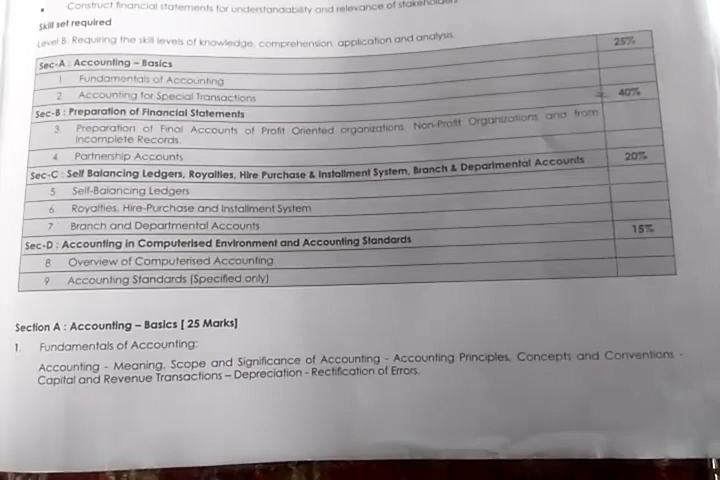 • Construct financial statements for understandability and relevance of stakeholders
Skill set required
Level B: Requiring the skill levels of knowledge, comprehension, application and analysis.
Sec-A : Accounting – Basics 25%
1 Fundamentals of Accounting
2 Accounting for Special Transactions
Sec-B : Preparation of Financial Statements 40%
3 Preparation of Final Accounts of Profit Oriented organizations, Non-Profit Organizations and from
Incomplete Records.
4 Partnership Accounts
Sec-C : Self Balancing Ledgers, Royalties, Hire Purchase & Installment System, Branch & Departmental Accounts 20%
5 Self-Balancing Ledgers
6 Royalties, Hire-Purchase and Installment System
7 Branch and Departmental Accounts
Sec-D : Accounting in Computerised Environment and Accounting Standards 15%
8 Overview of Computerised Accounting
9 Accounting Standards (Specified only)
Section A : Accounting – Basics [ 25 Marks]
1. Fundamentals of Accounting:
Accounting - Meaning, Scope and Significance of Accounting - Accounting Principles, Concepts and Conventions -
Capital and Revenue Transactions – Depreciation - Rectification of Errors.